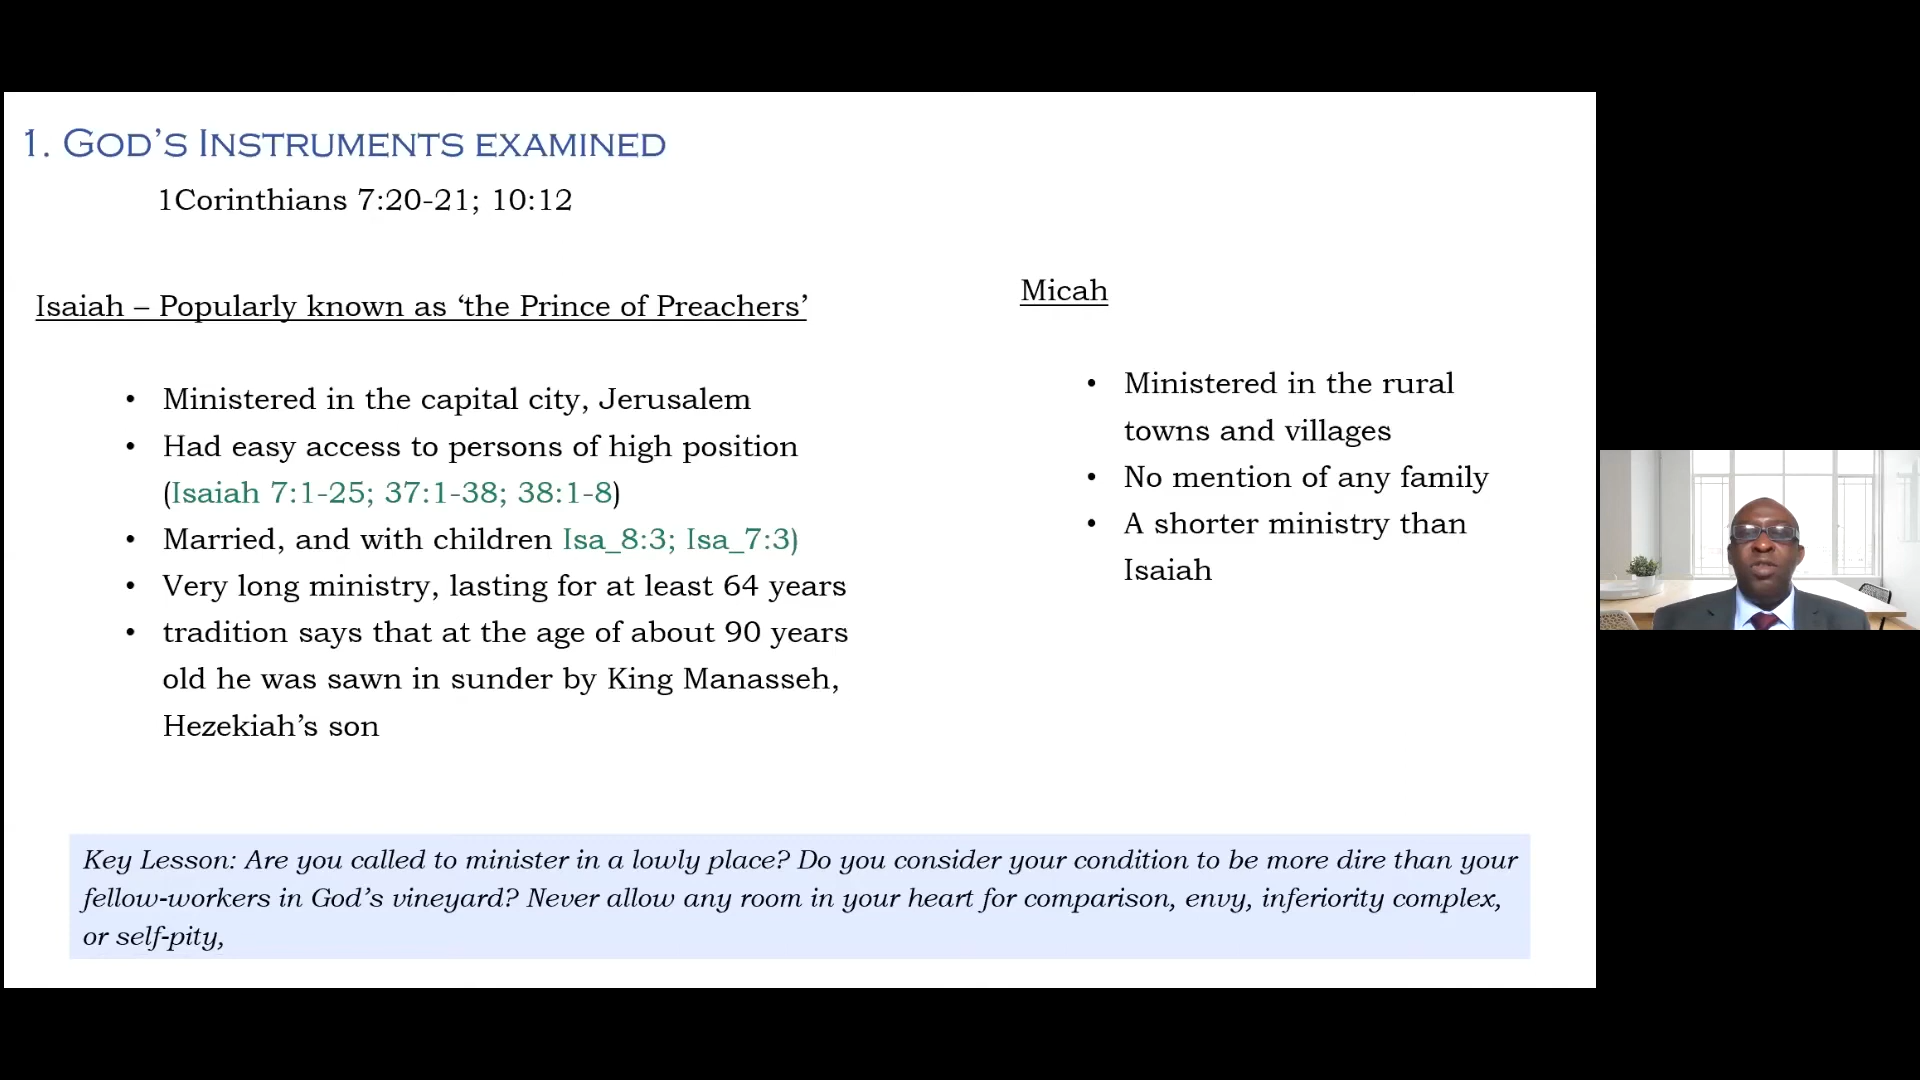 1. God’s Instruments examined
1Corinthians 7:20-21; 10:12
Isaiah – Popularly known as ‘the Prince of Preachers’
• Ministered in the capital city, Jerusalem
• Had easy access to persons of high position
(Isaiah 7:1-25; 37:1-38; 38:1-8)
• Married, and with children Isa_8:3; Isa_7:3)
• Very long ministry, lasting for at least 64 years
• tradition says that at the age of about 90 years
old he was sawn in sunder by King Manasseh,
Hezekiah’s son
Micah
• Ministered in the rural
towns and villages
• No mention of any family
• A shorter ministry than
Isaiah
Key Lesson: Are you called to minister in a lowly place? Do you consider your condition to be more dire than your
fellow-workers in God’s vineyard? Never allow any room in your heart for comparison, envy, inferiority complex,
or self-pity,